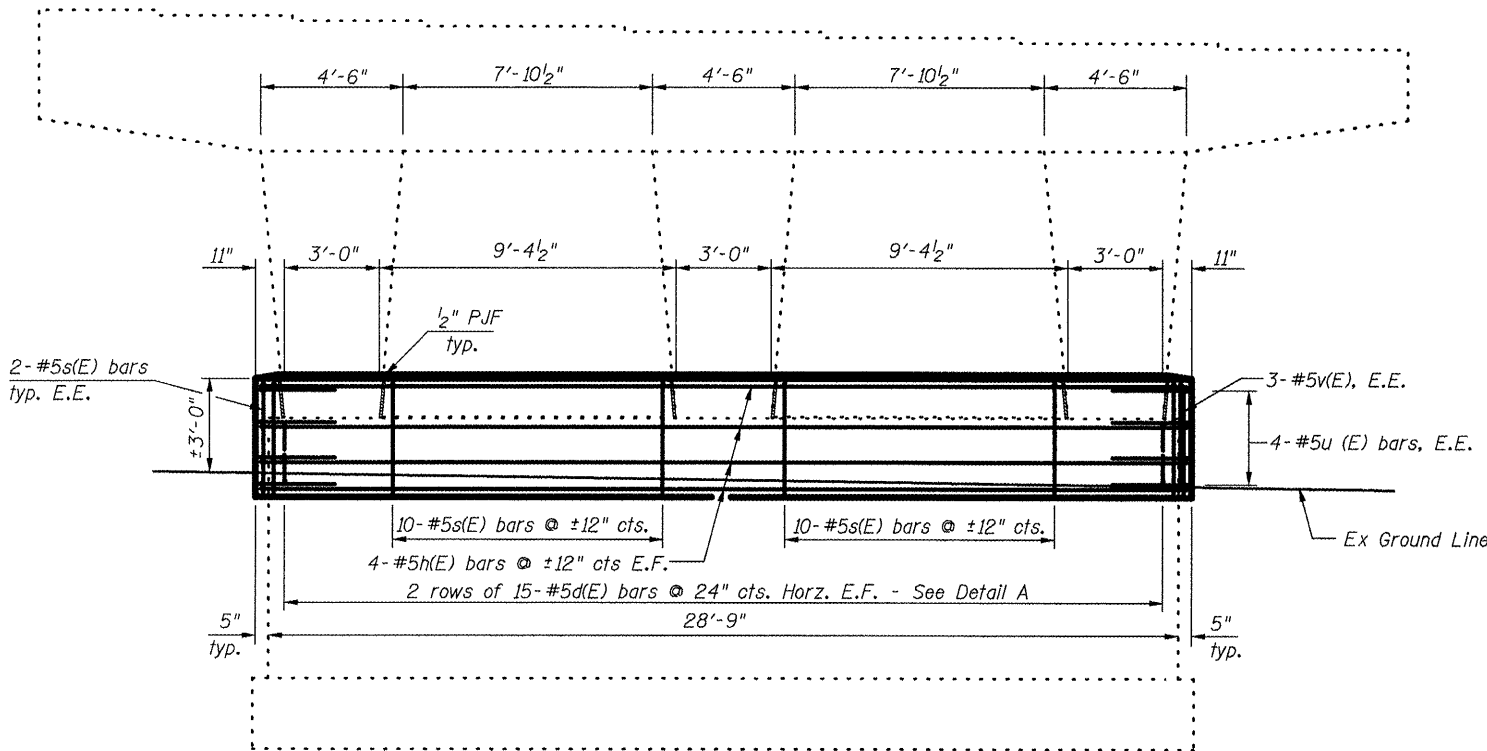 4'-6" 7'-10½" 4'-6" 7'-10½" 4'-6"
11" 3'-0" 9'-4½" 3'-0" 9'-4½" 3'-0" 11"
½" PJF
typ.
2-#5s(E) bars
typ. E.E.
±3'-0"
3-#5v(E), E.E.
4-#5u (E) bars, E.E.
10-#5s(E) bars @ ±12" cts. 10-#5s(E) bars @ ±12" cts.
Ex Ground Line
4-#5h(E) bars @ ±12" cts E.F.
2 rows of 15-#5d(E) bars @ 24" cts. Horz. E.F. - See Detail A
5"
typ.
28'-9"
5"
typ.